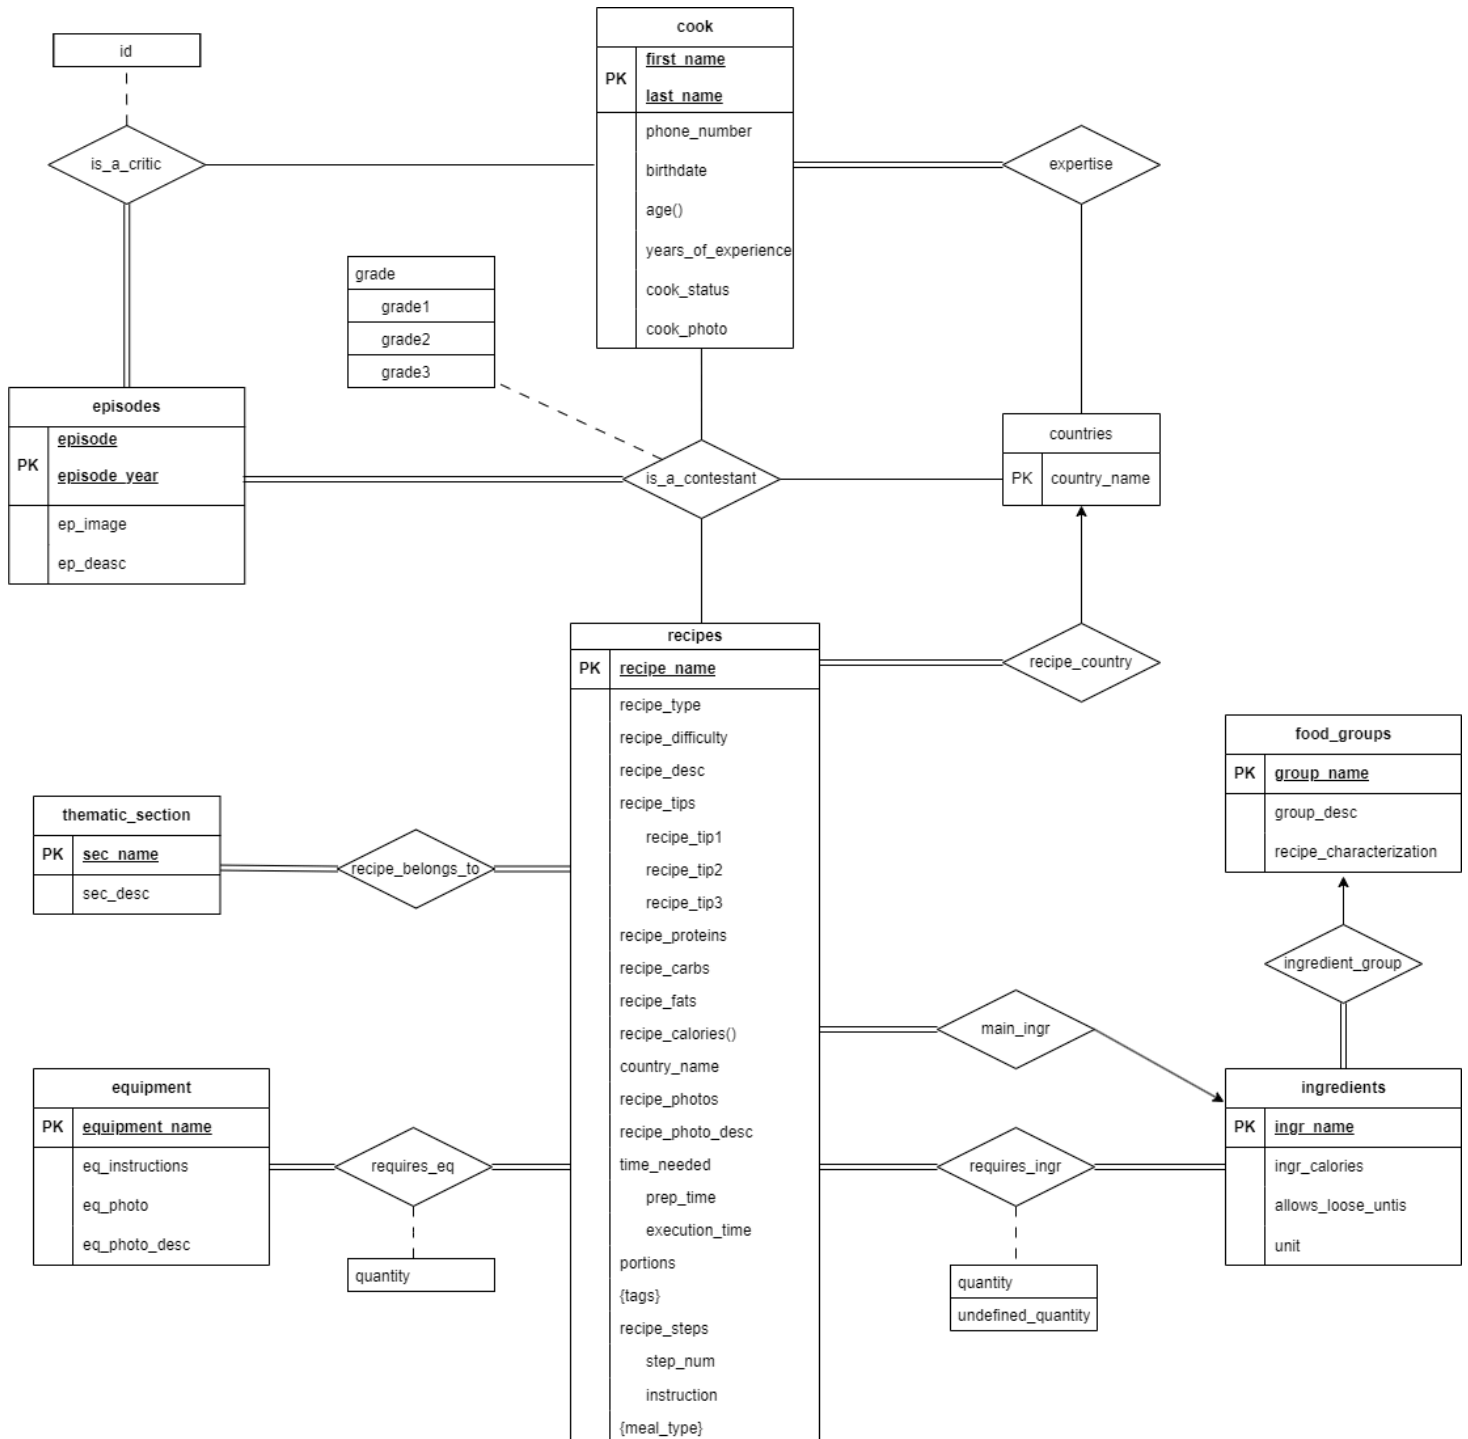 id
is_a_critic
cook
PK
first_name
last_name
phone_number
birthdate
age()
years_of_experience
cook_status
cook_photo
expertise
grade
grade1
grade2
grade3
episodes
PK
episode
episode_year
ep_image
ep_deasc
is_a_contestant
countries
PK
country_name
recipe_country
recipes
PK
recipe_name
recipe_type
recipe_difficulty
recipe_desc
recipe_tips
recipe_tip1
recipe_tip2
recipe_tip3
recipe_proteins
recipe_carbs
recipe_fats
recipe_calories()
country_name
recipe_photos
recipe_photo_desc
time_needed
prep_time
execution_time
portions
{tags}
recipe_steps
step_num
instruction
{meal_type}
thematic_section
PK
sec_name
sec_desc
recipe_belongs_to
food_groups
PK
group_name
group_desc
recipe_characterization
ingredient_group
main_ingr
equipment
PK
equipment_name
eq_instructions
eq_photo
eq_photo_desc
requires_eq
quantity
requires_ingr
quantity
undefined_quantity
ingredients
PK
ingr_name
ingr_calories
allows_loose_untis
unit